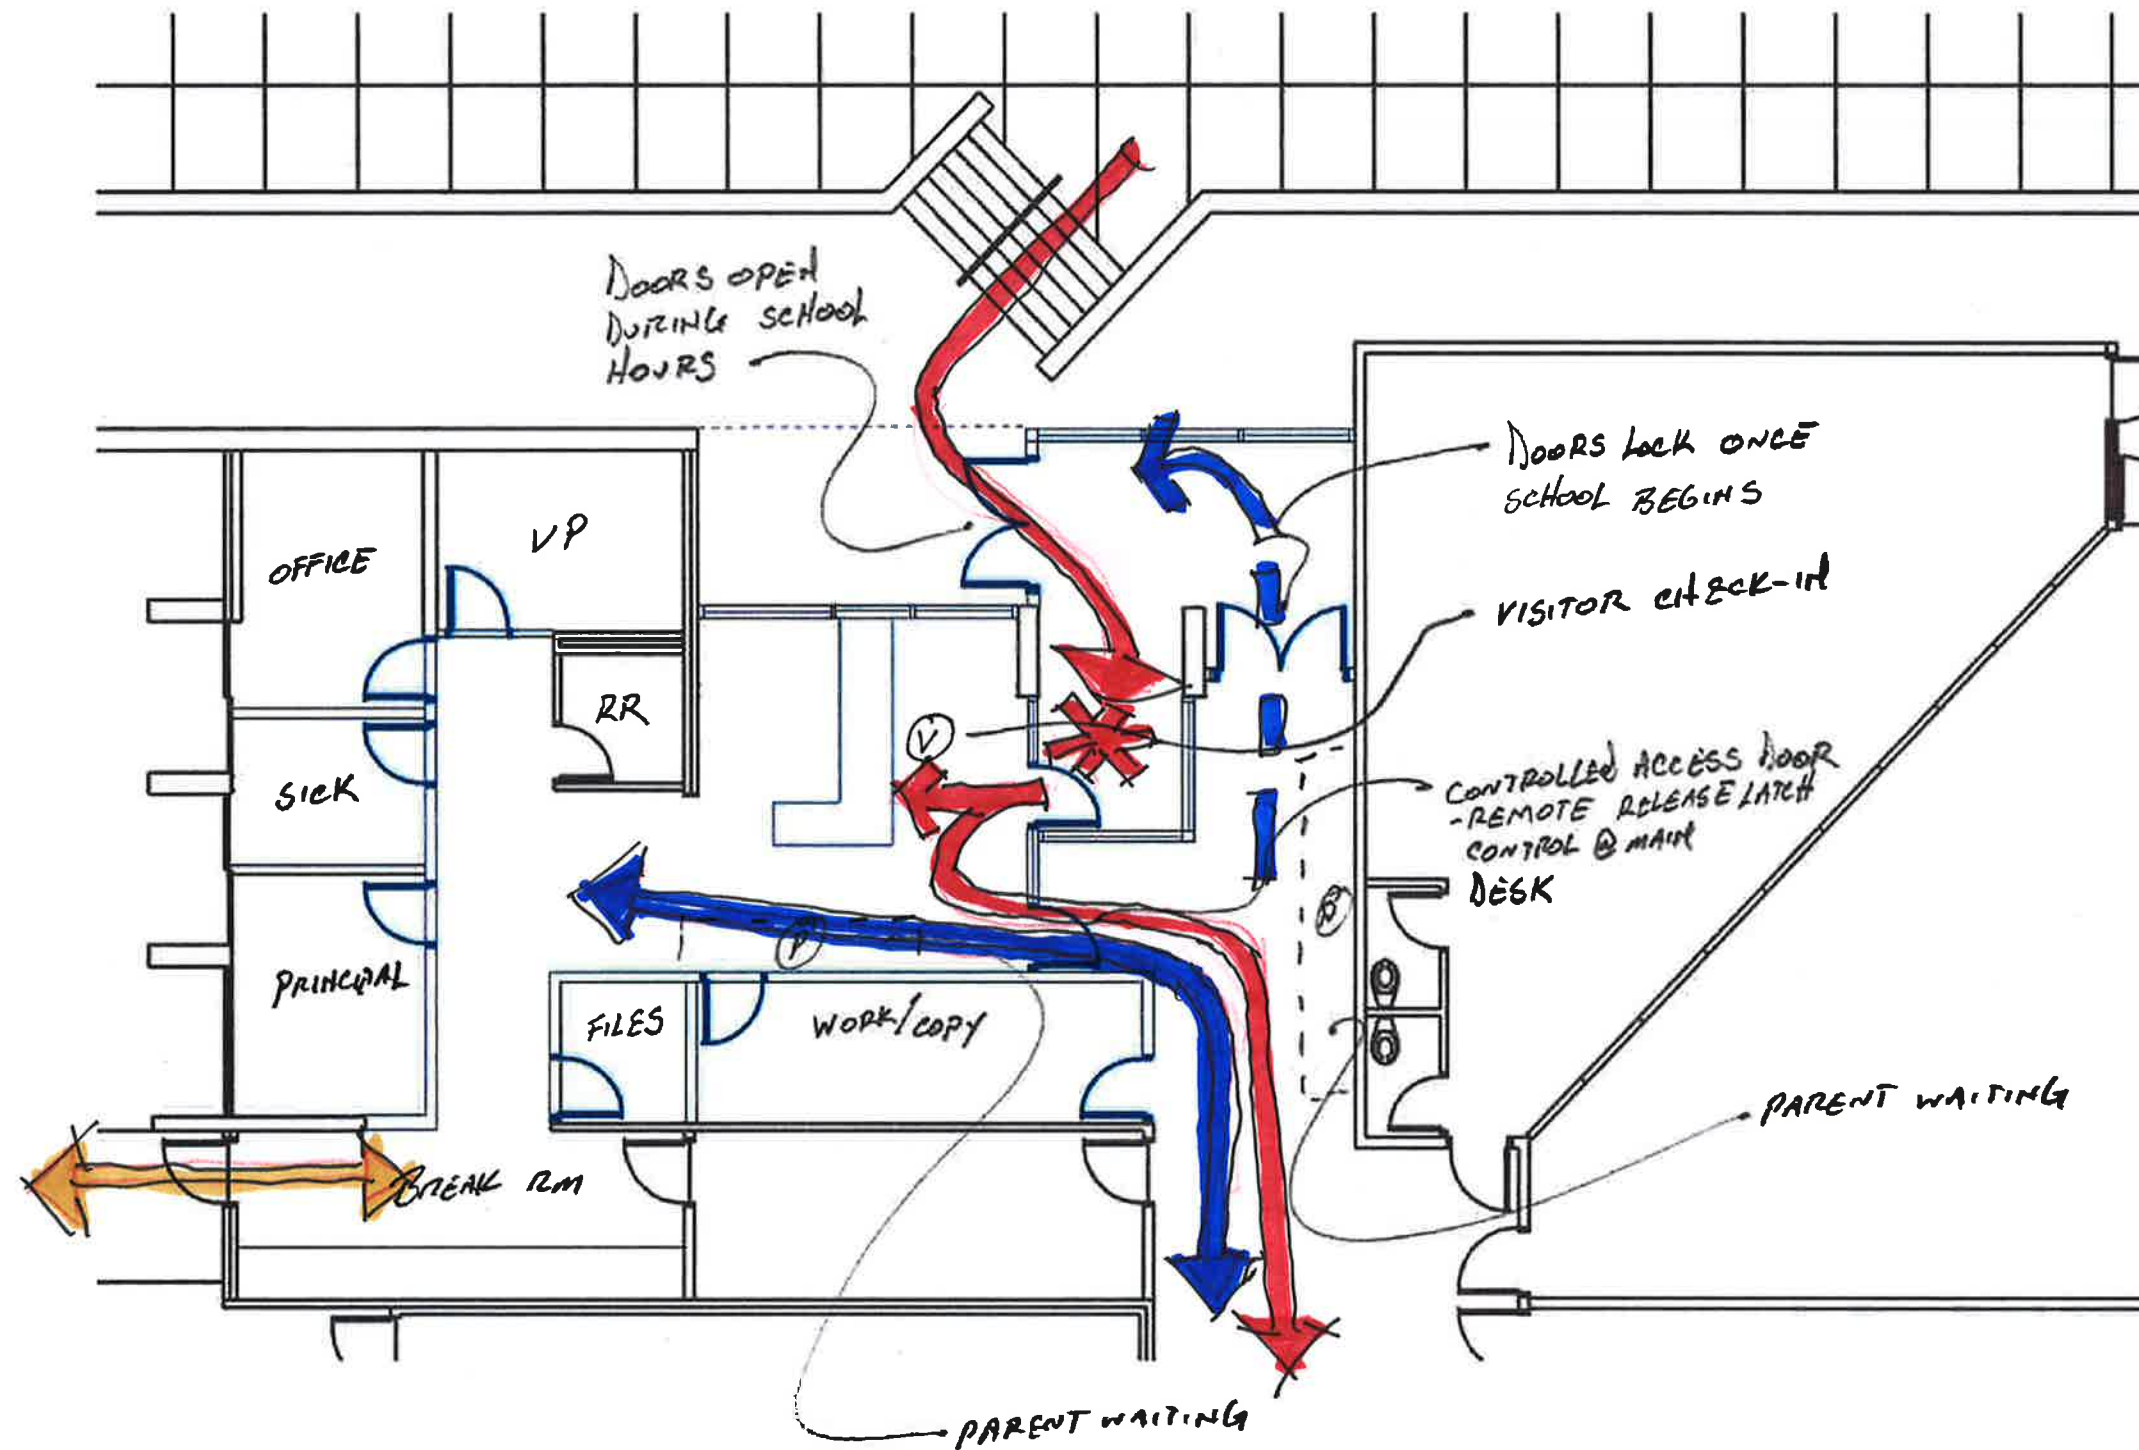 DOORS OPEN
DURING SCHOOL
HOURS
DOORS LOCK ONCE
SCHOOL BEGINS
VP
OFFICE
VISITOR CHECK-IN
RR
V
SICK
CONTROLLED ACCESS DOOR
-REMOTE RELEASE LATCH
CONTROL @ MAIN
DESK
P
PRINCIPAL
FILES
WORK/COPY
PARENT WAITING
BREAK RM
PARENT WAITING